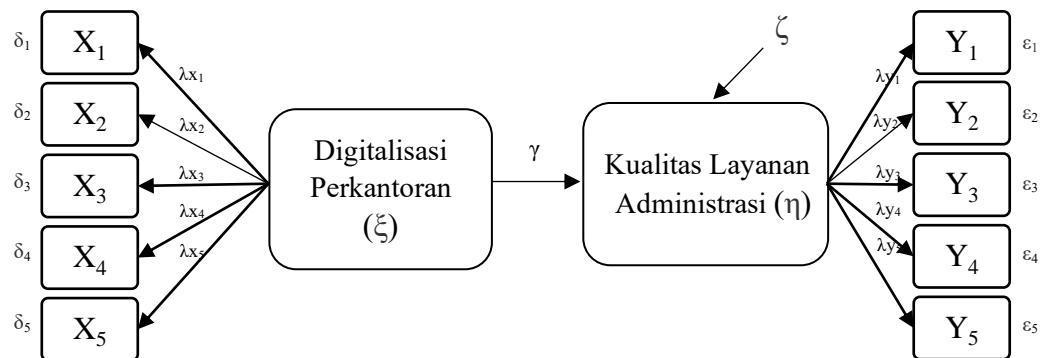 δ₁ X₁
δ₂ X₂
δ₃ X₃
δ₄ X₄
δ₅ X₅
λx₁
λx₂
λx₃
λx₄
λx₅
Digitalisasi
Perkantoran
(ξ)
γ
ζ
Kualitas Layanan
Administrasi (η)
λy₁
λy₂
λy₃
λy₄
λy₅
Y₁ ε₁
Y₂ ε₂
Y₃ ε₃
Y₄ ε₄
Y₅ ε₅